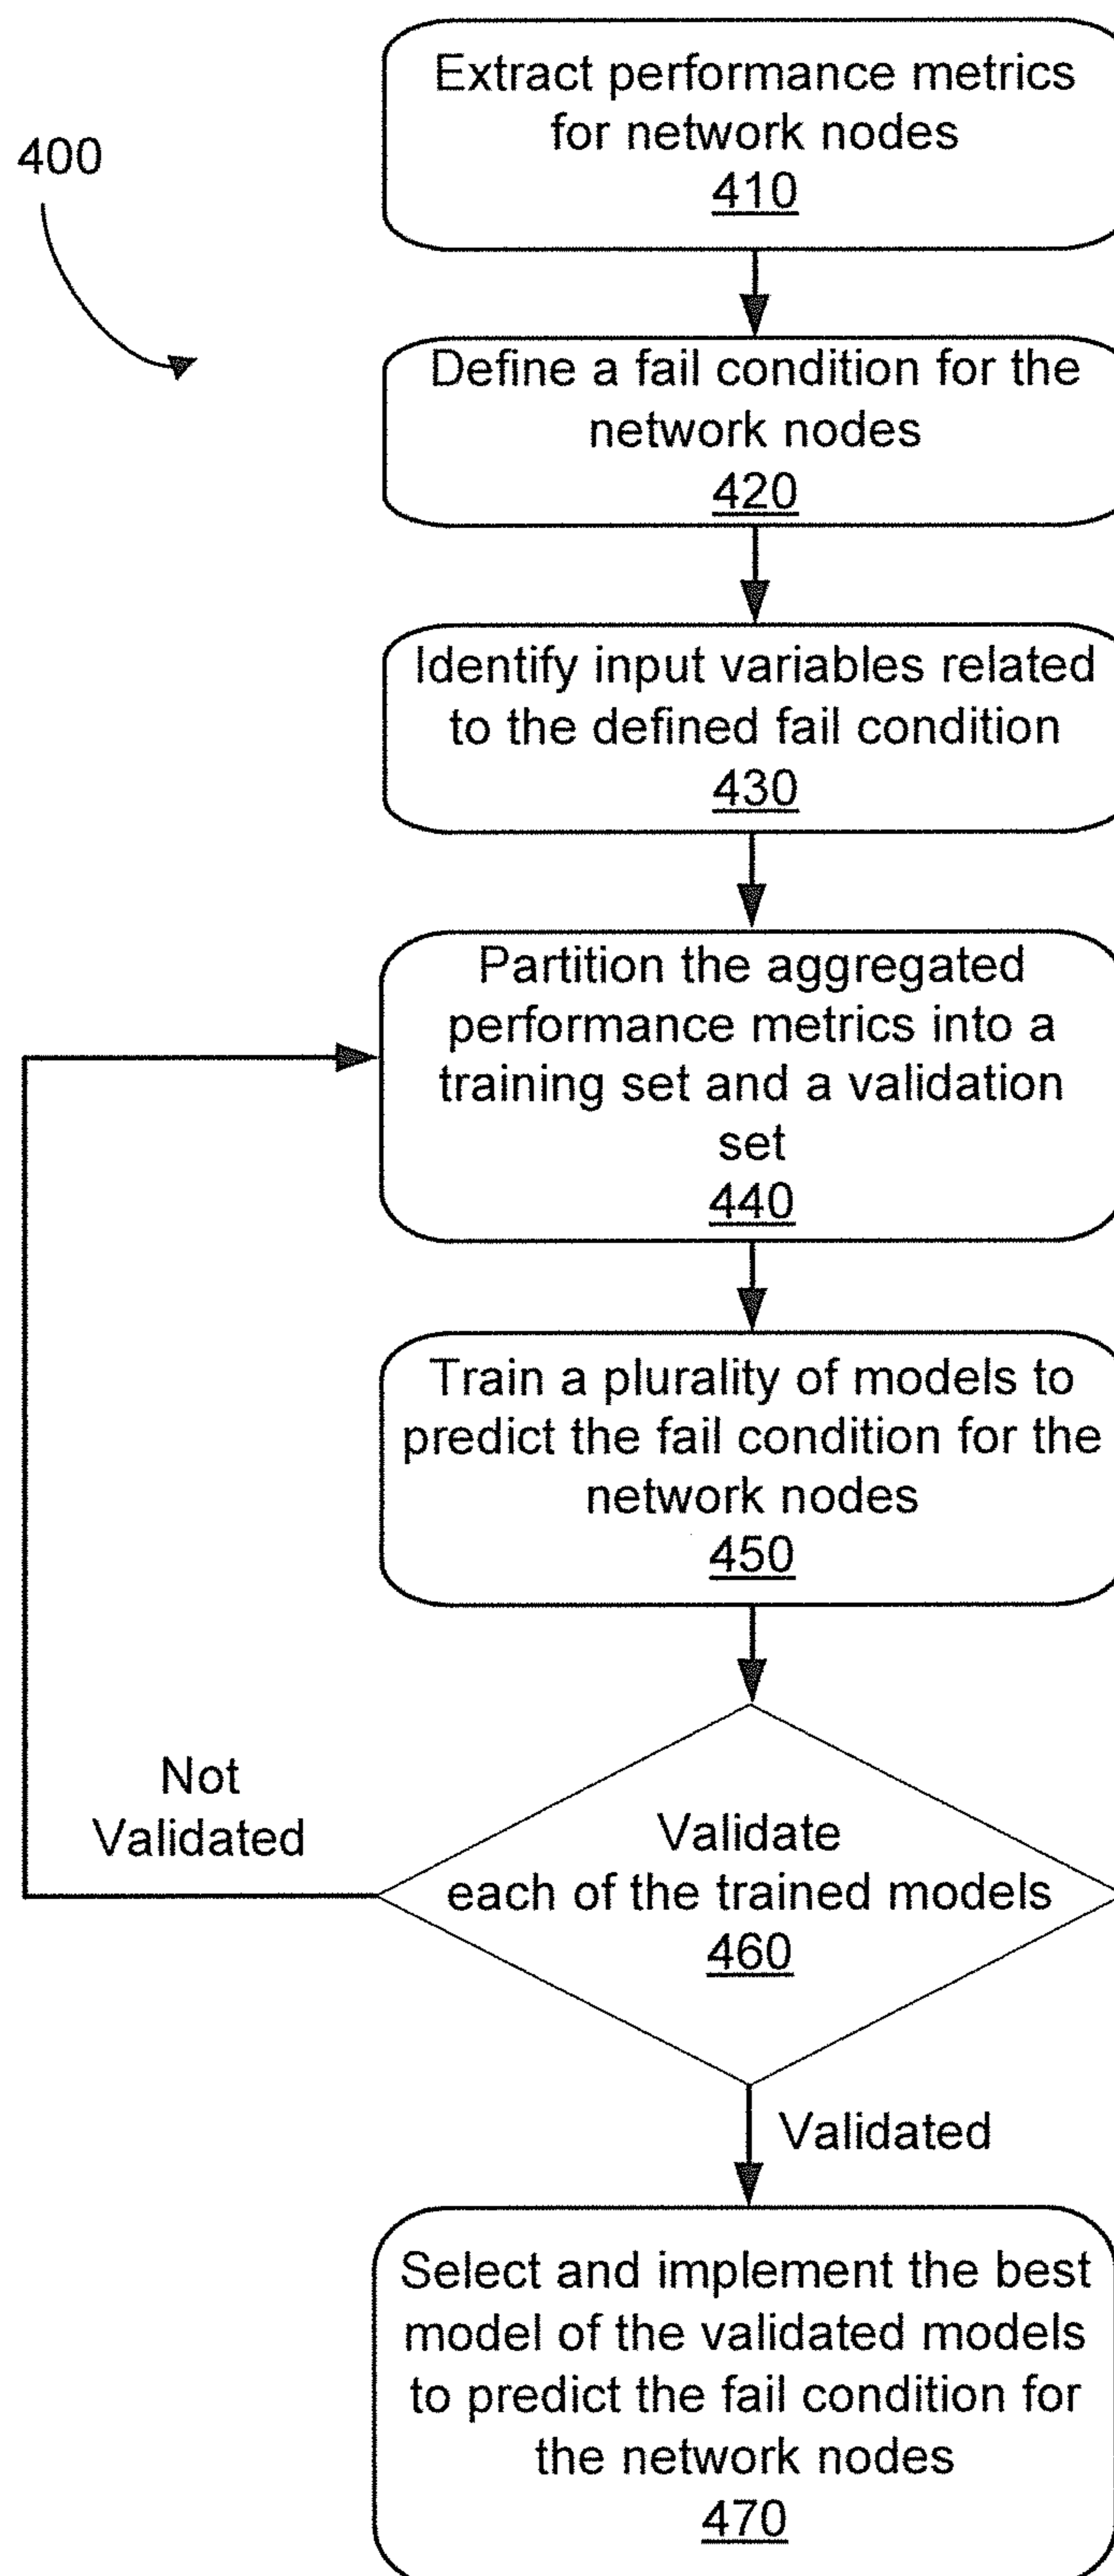 400
Extract performance metrics
for network nodes
410
Define a fail condition for the
network nodes
420
Identify input variables related
to the defined fail condition
430
Partition the aggregated
performance metrics into a
training set and a validation
set
440
Train a plurality of models to
predict the fail condition for the
network nodes
450
Not
Validated
Validate
each of the trained models
460
Validated
Select and implement the best
model of the validated models
to predict the fail condition for
the network nodes
470